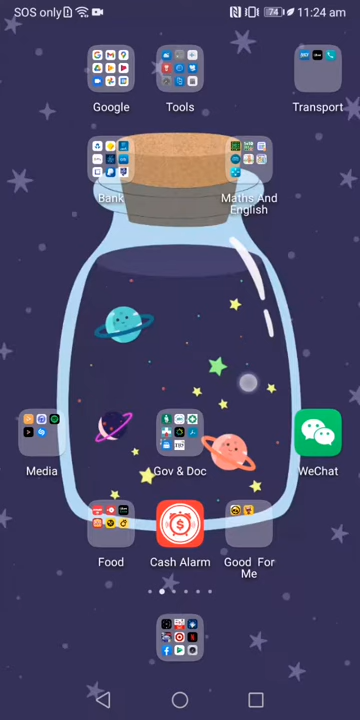 SOS only 74 11:24 am
Google Tools Transport
Bank Maths And
English
Media Gov & Doc WeChat
Food Cash Alarm Good For
Me